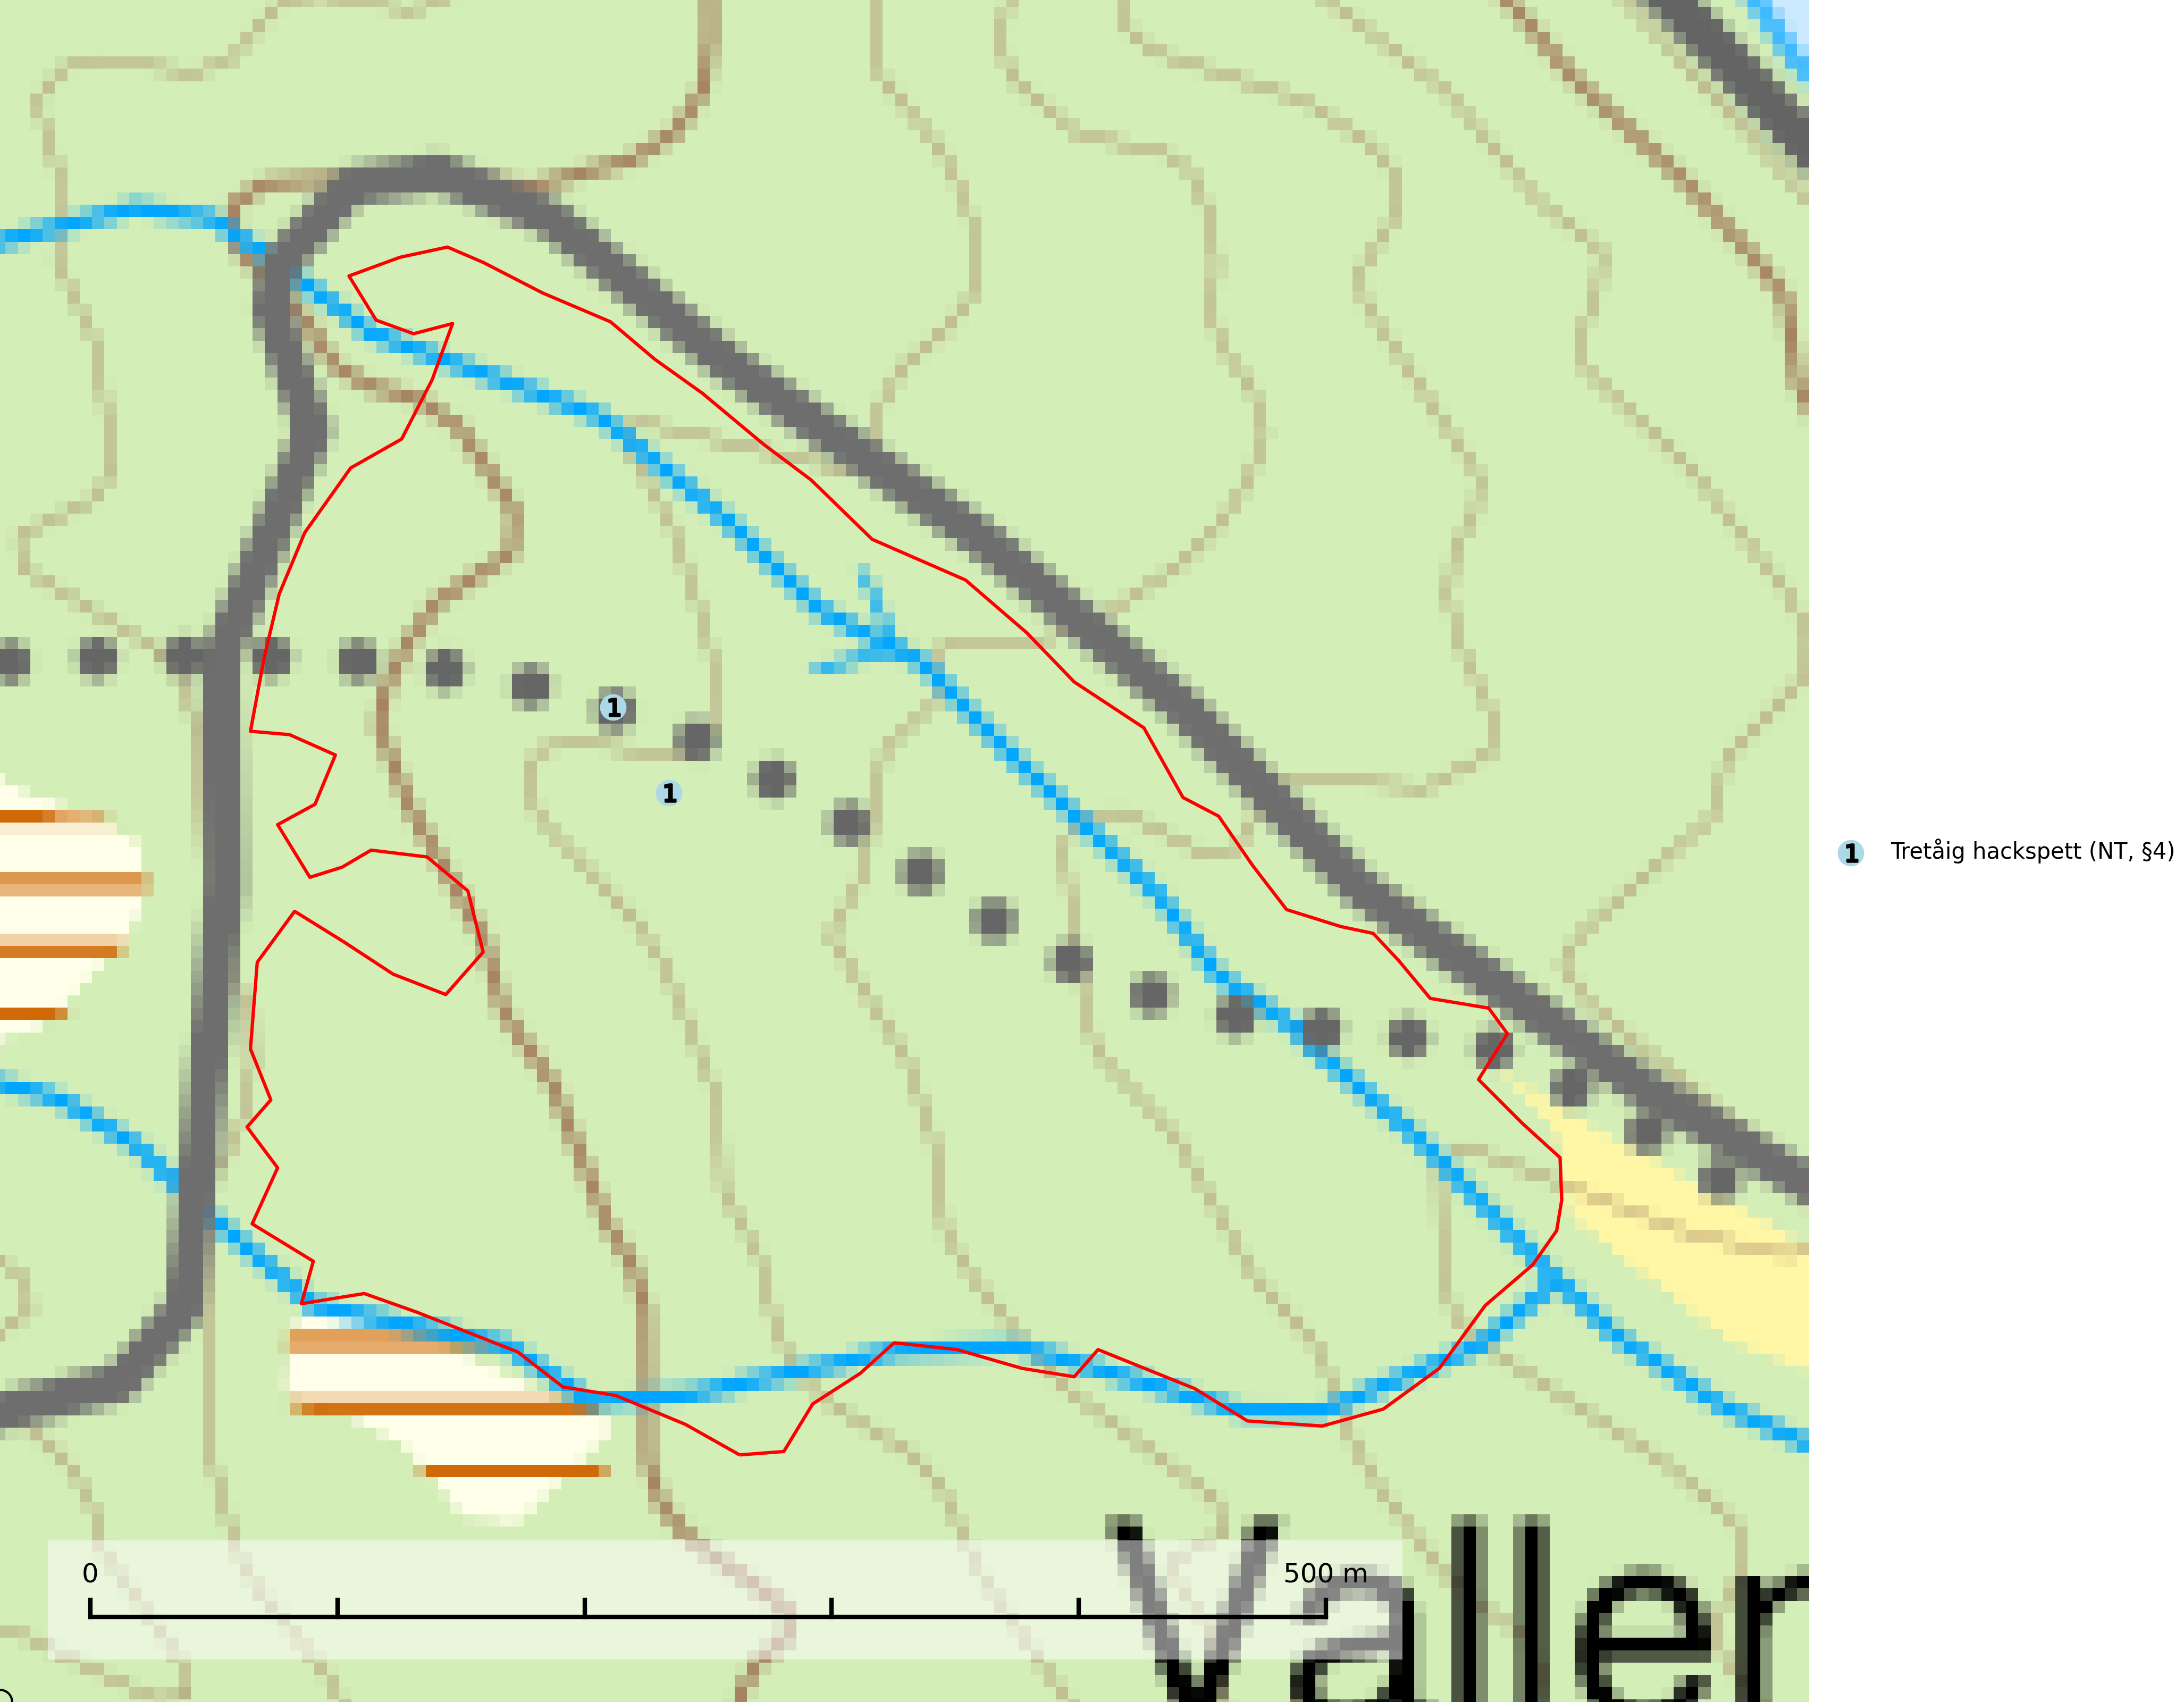 1
1
1 Tretåig hackspett (NT, §4)
0 500 m
Valler